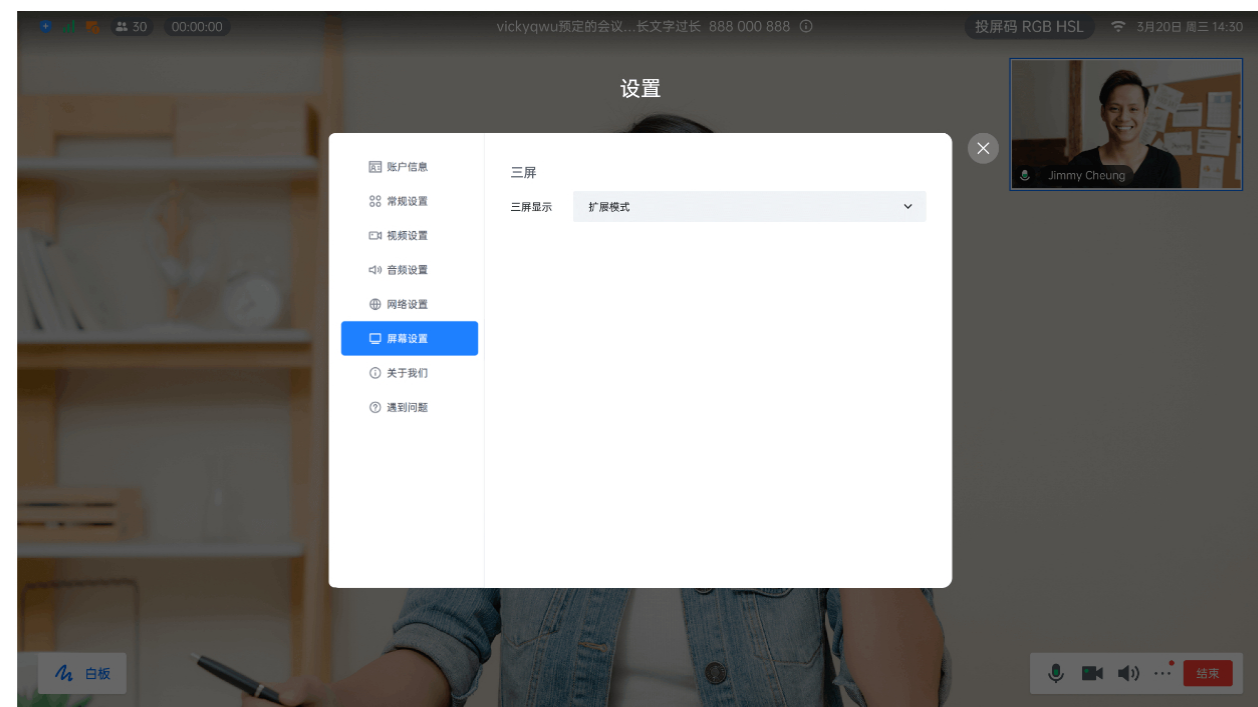 30
00:00:00
vickyqwu预定的会议...长文字过长 888 000 888
投屏码 RGB HSL
3月20日 周三 14:30
设置
Jimmy Cheung
账户信息
常规设置
视频设置
音频设置
网络设置
屏幕设置
关于我们
遇到问题
三屏
三屏显示
扩展模式
白板
结束